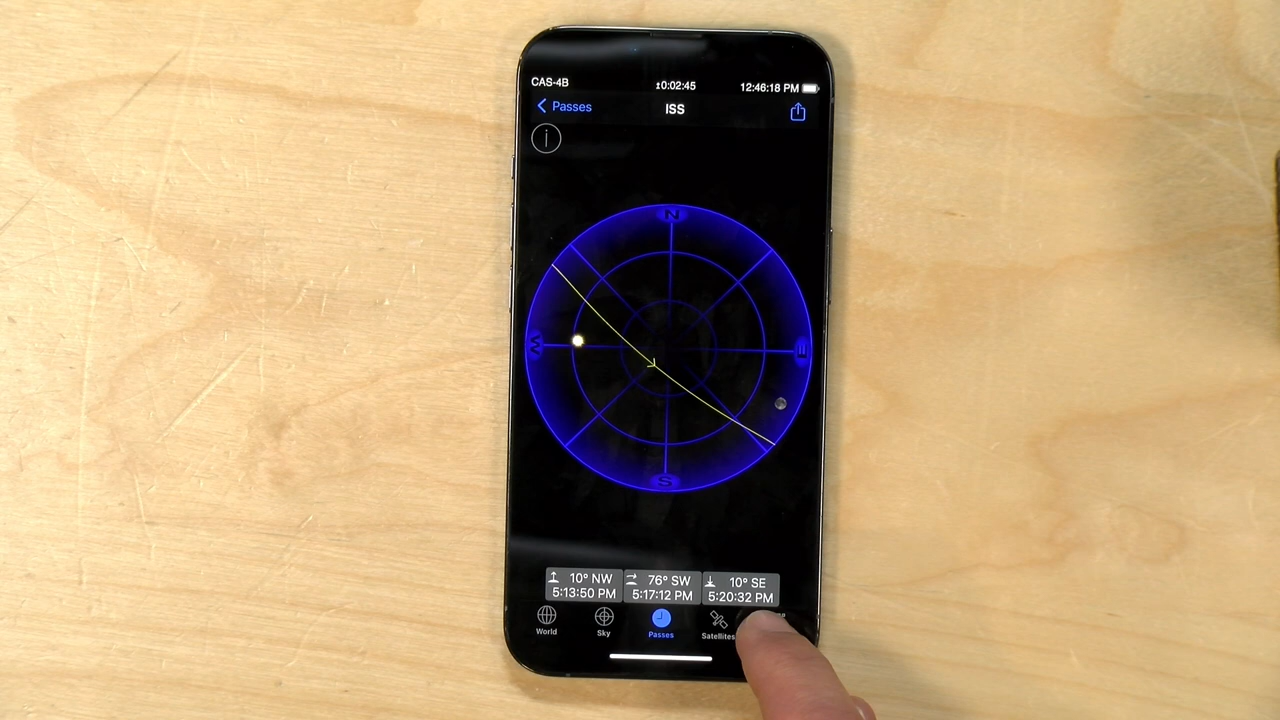 CAS-4B
↥0:02:45
12:46:18 PM
Passes
ISS
N
W
E
S
10° NW
5:13:50 PM
76° SW
5:17:12 PM
10° SE
5:20:32 PM
World
Sky
Passes
Satellites